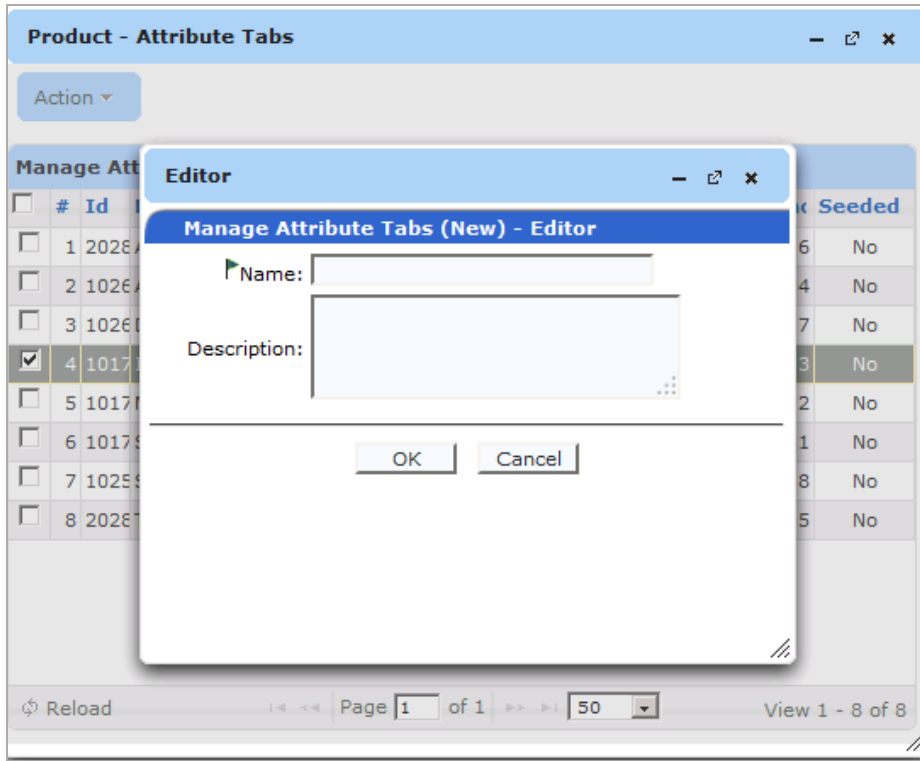 Product - Attribute Tabs
Action
Manage Att
Editor
# Id Seeded
Manage Attribute Tabs (New) - Editor
Name:
Description:
1 2028 6 No
2 1026 4 No
3 1026 7 No
4 1017 3 No
5 1017 2 No
6 1017 1 No
7 1025 8 No
8 2028 5 No
OK Cancel
Reload Page 1 of 1 50 View 1 - 8 of 8